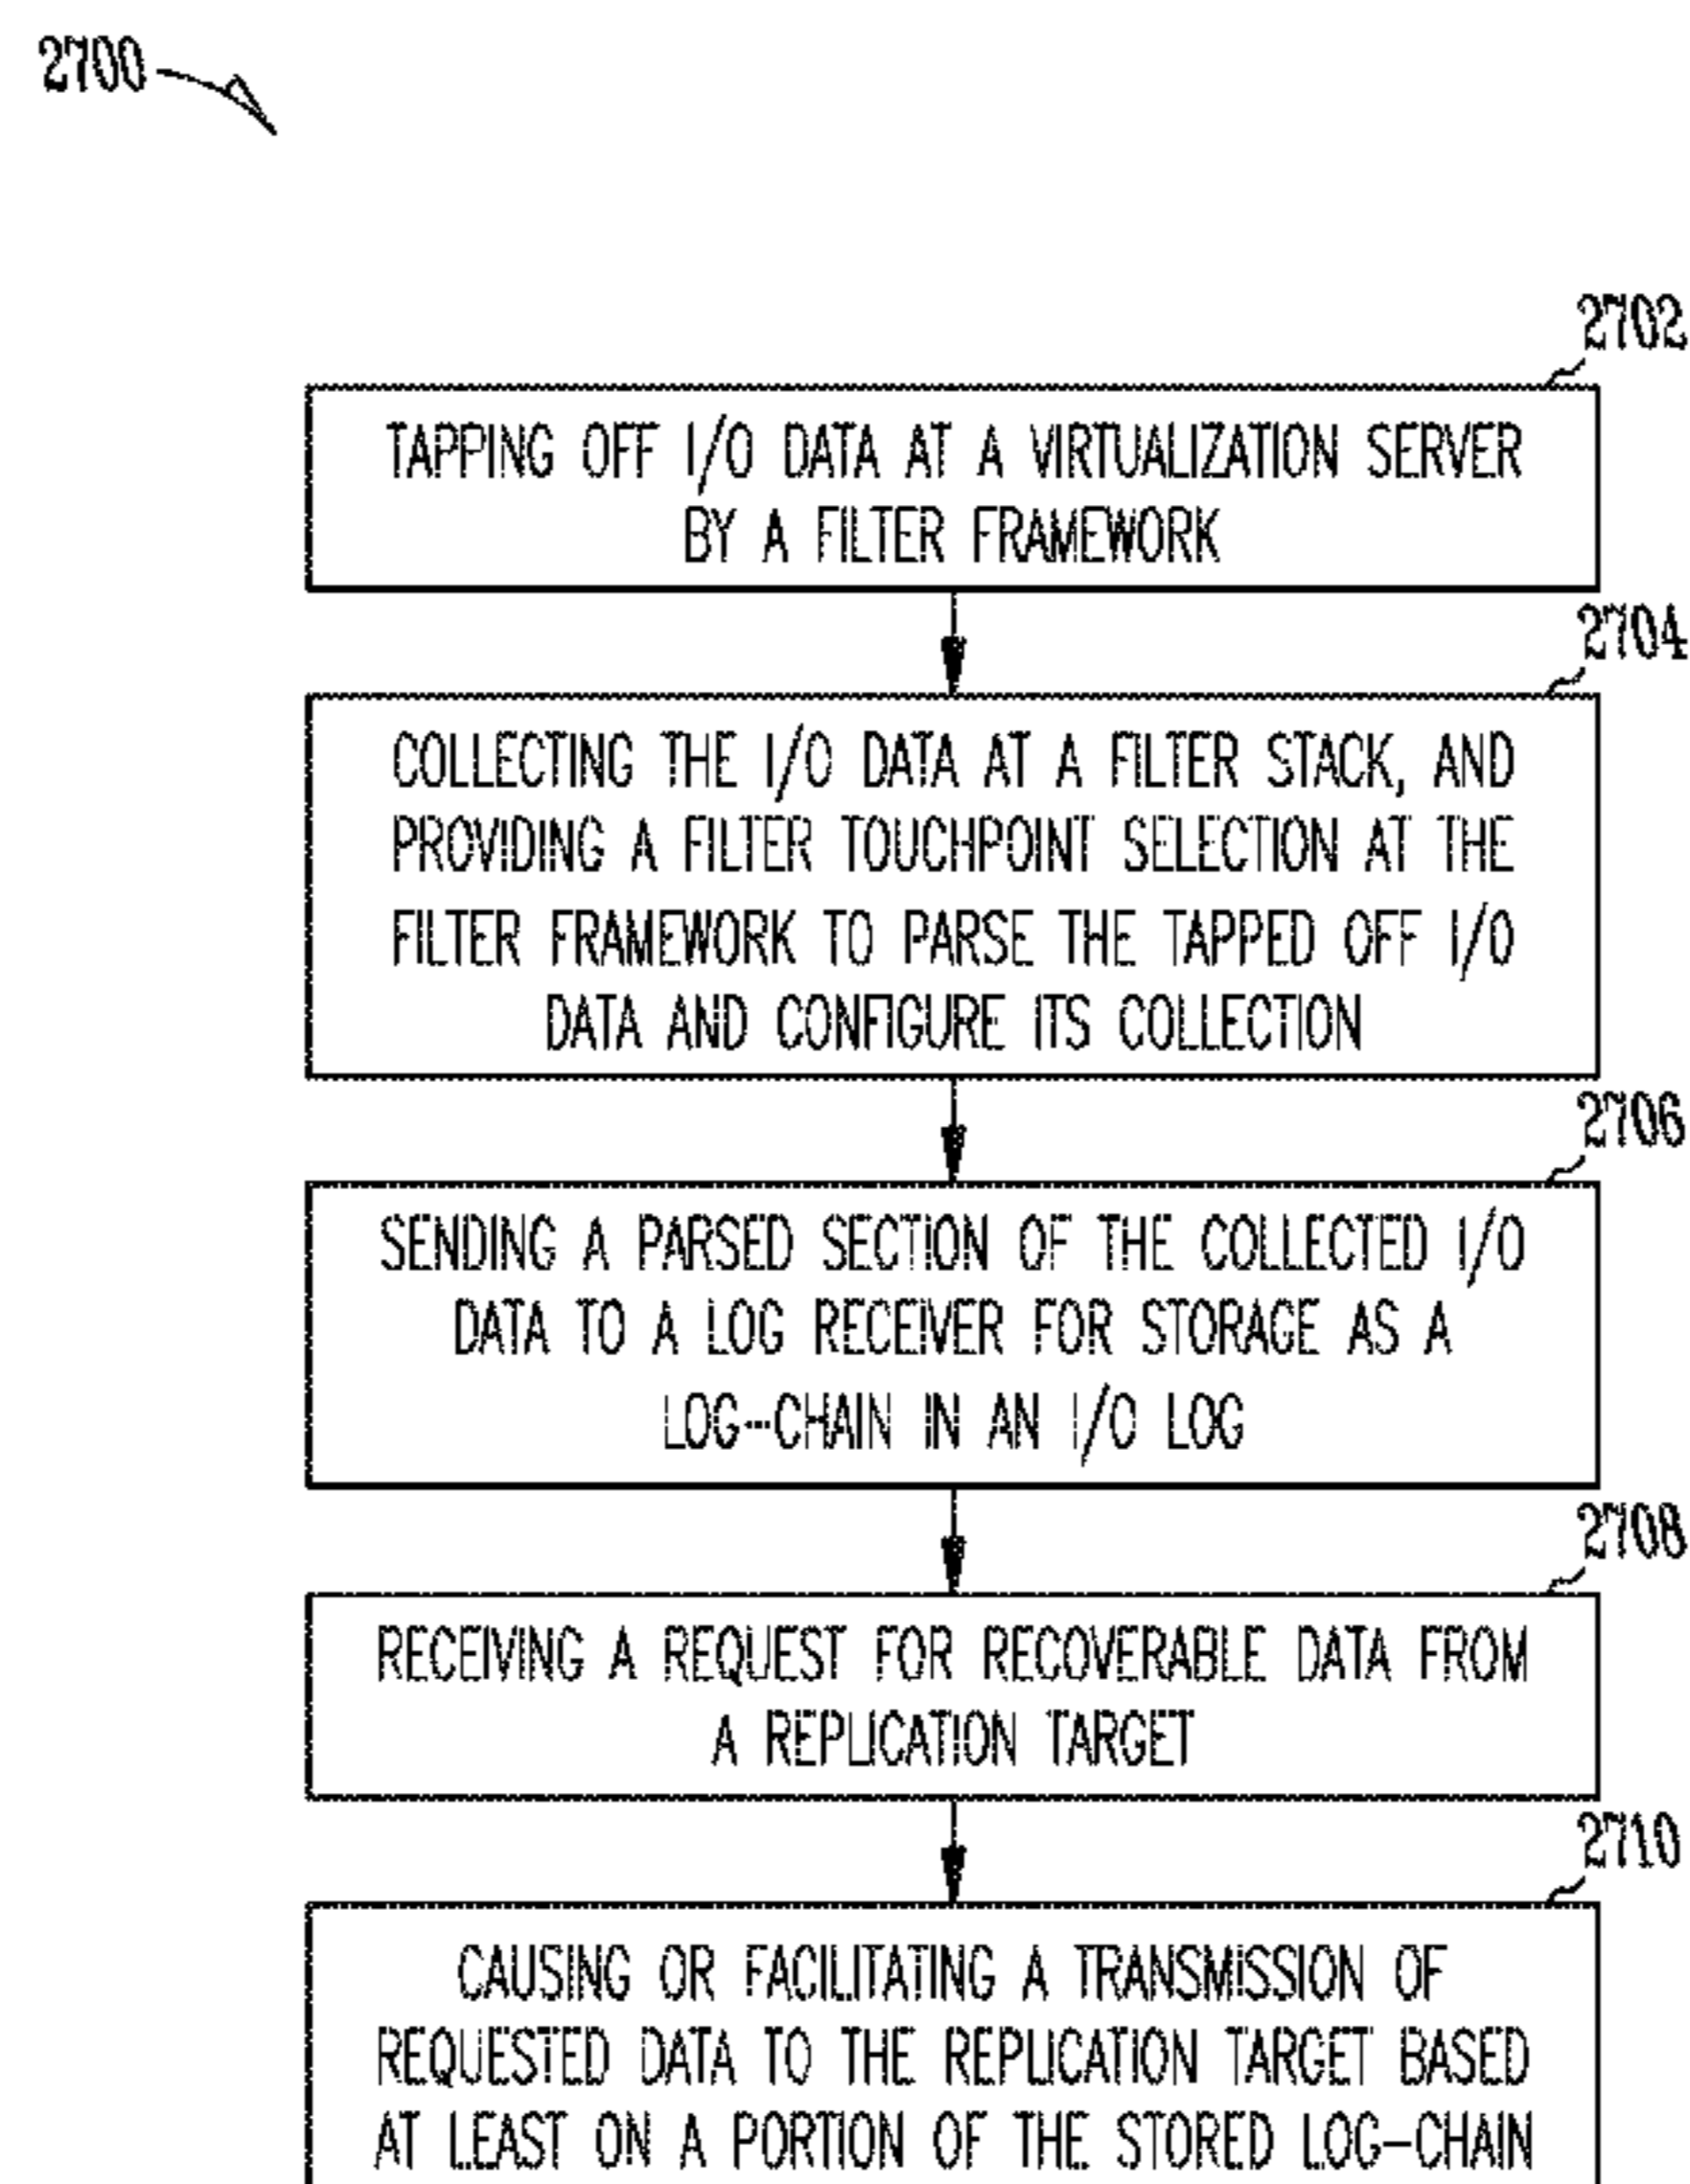 2700
2702
TAPPING OFF I/O DATA AT A VIRTUALIZATION SERVER
BY A FILTER FRAMEWORK
2704
COLLECTING THE I/O DATA AT A FILTER STACK, AND
PROVIDING A FILTER TOUCHPOINT SELECTION AT THE
FILTER FRAMEWORK TO PARSE THE TAPPED OFF I/O
DATA AND CONFIGURE ITS COLLECTION
2706
SENDING A PARSED SECTION OF THE COLLECTED I/O
DATA TO A LOG RECEIVER FOR STORAGE AS A
LOG-CHAIN IN AN I/O LOG
2708
RECEIVING A REQUEST FOR RECOVERABLE DATA FROM
A REPLICATION TARGET
2710
CAUSING OR FACILITATING A TRANSMISSION OF
REQUESTED DATA TO THE REPLICATION TARGET BASED
AT LEAST ON A PORTION OF THE STORED LOG-CHAIN